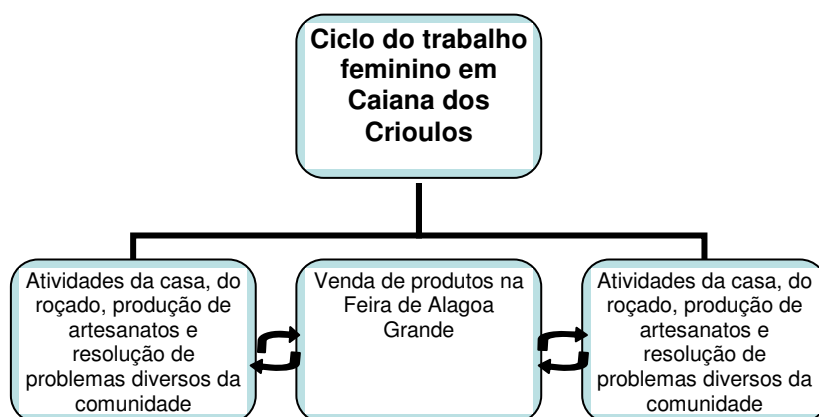 Ciclo do trabalho
feminino em
Caiana dos
Crioulos
Atividades da casa, do
roçado, produção de
artesanatos e
resolução de
problemas diversos da
comunidade
Venda de produtos na
Feira de Alagoa
Grande
Atividades da casa, do
roçado, produção de
artesanatos e
resolução de
problemas diversos da
comunidade